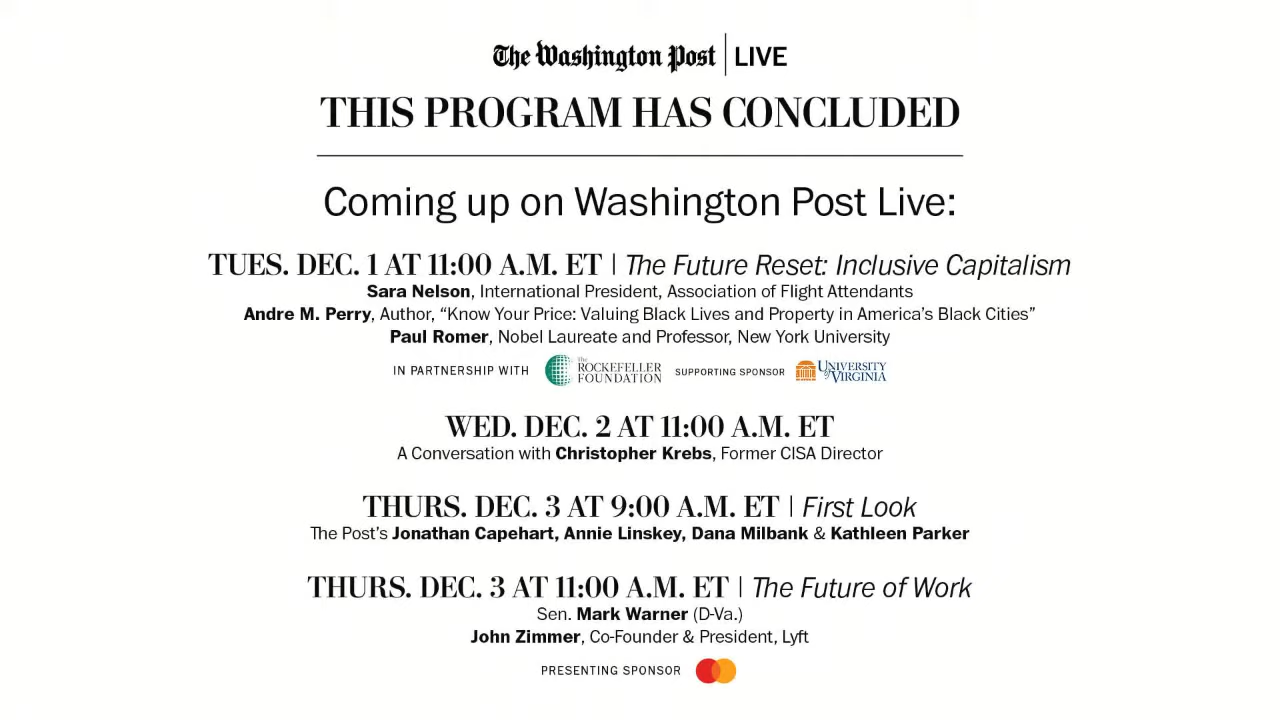 The Washington Post | LIVE
THIS PROGRAM HAS CONCLUDED
Coming up on Washington Post Live:
TUES. DEC. 1 AT 11:00 A.M. ET | The Future Reset: Inclusive Capitalism
Sara Nelson, International President, Association of Flight Attendants
Andre M. Perry, Author, “Know Your Price: Valuing Black Lives and Property in America’s Black Cities”
Paul Romer, Nobel Laureate and Professor, New York University
IN PARTNERSHIP WITH The ROCKEFELLER FOUNDATION SUPPORTING SPONSOR UNIVERSITY of VIRGINIA
WED. DEC. 2 AT 11:00 A.M. ET
A Conversation with Christopher Krebs, Former CISA Director
THURS. DEC. 3 AT 9:00 A.M. ET | First Look
The Post’s Jonathan Capehart, Annie Linskey, Dana Milbank & Kathleen Parker
THURS. DEC. 3 AT 11:00 A.M. ET | The Future of Work
Sen. Mark Warner (D-Va.)
John Zimmer, Co-Founder & President, Lyft
PRESENTING SPONSOR